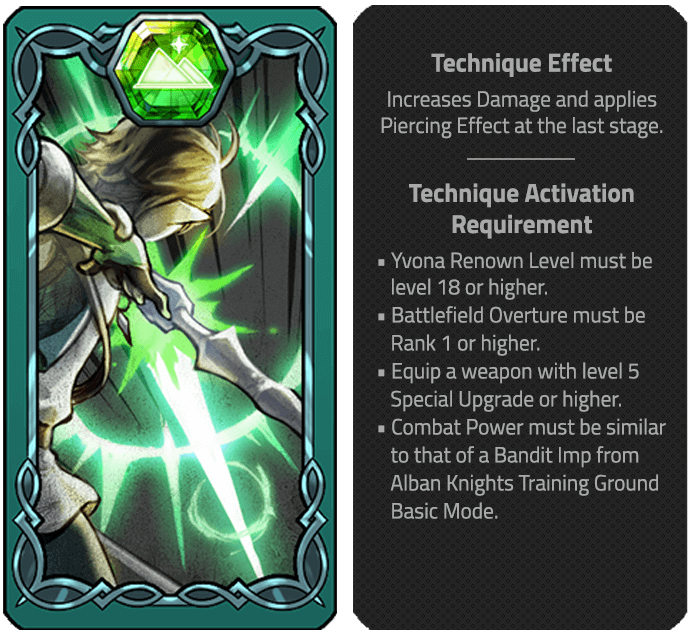 Technique Effect
Increases Damage and applies
Piercing Effect at the last stage.
Technique Activation
Requirement
▪ Yvona Renown Level must be
level 18 or higher.
▪ Battlefield Overture must be
Rank 1 or higher.
▪ Equip a weapon with level 5
Special Upgrade or higher.
▪ Combat Power must be similar
to that of a Bandit Imp from
Alban Knights Training Ground
Basic Mode.